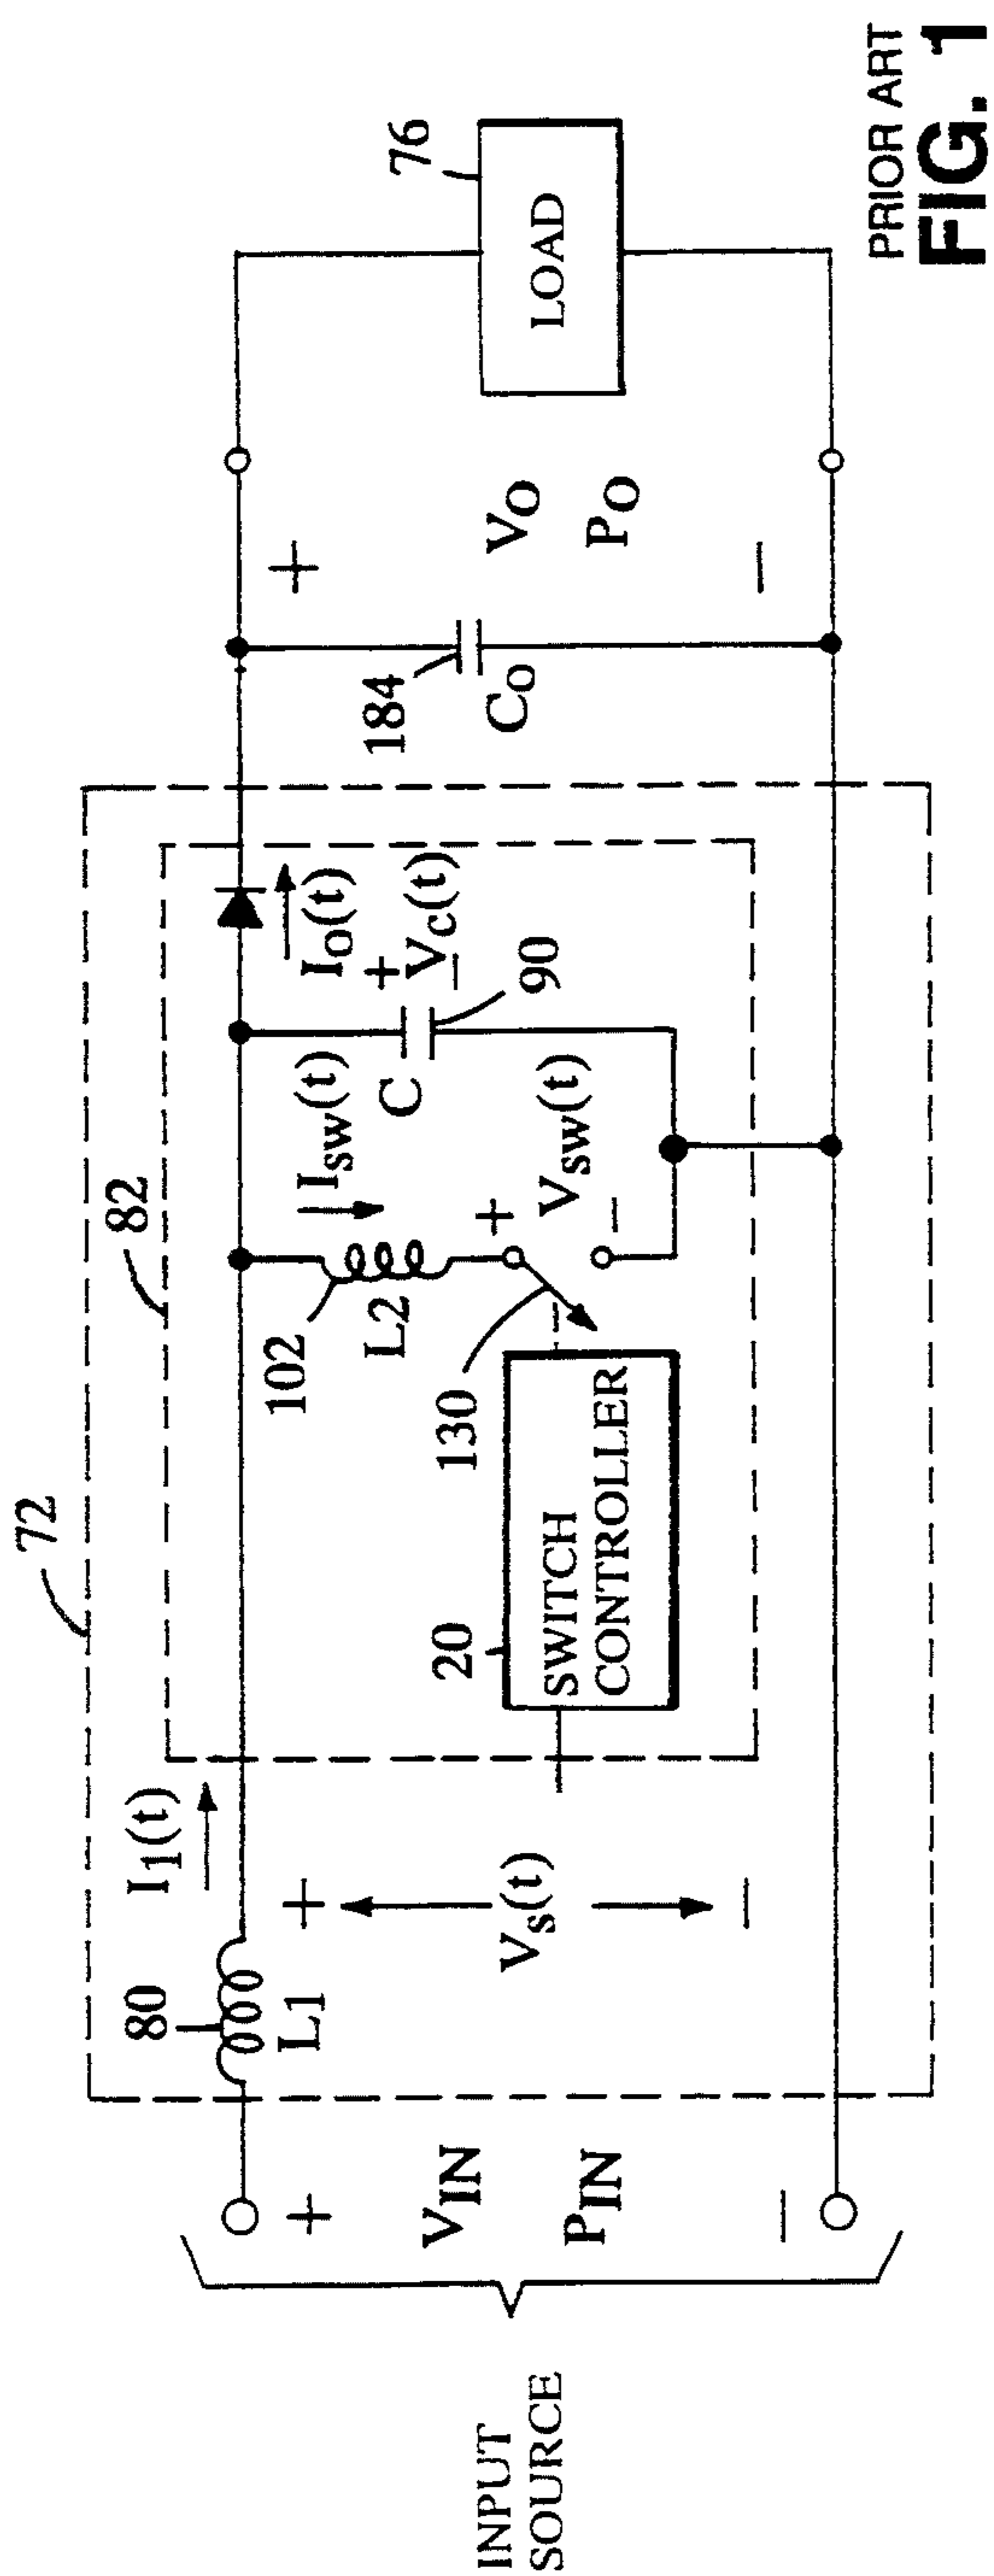 72
82
80
I1(t)
L1
102
L2
Isw(t)
C
90
+
Vc(t)
−
Io(t)
184
Co
+
VO
PO
−
76
LOAD
INPUT
SOURCE
+
VIN
PIN
−
+
Vs(t)
−
20
SWITCH
CONTROLLER
130
+
Vsw(t)
−
PRIOR ART
FIG. 1